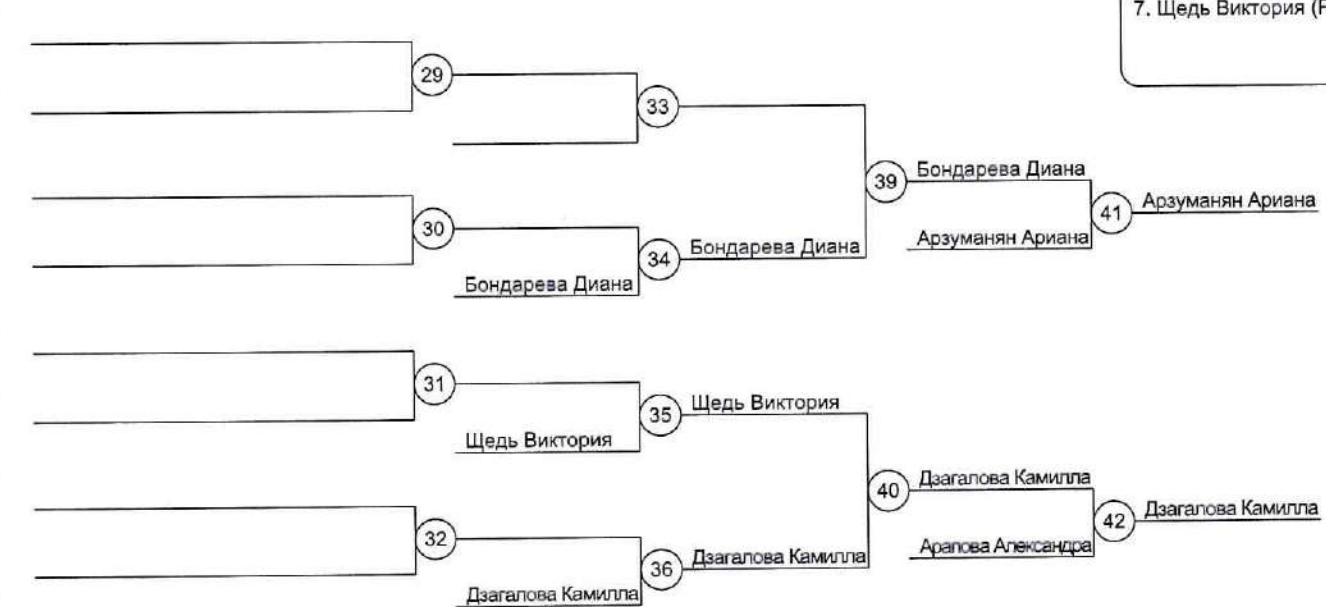 7. Щедь Виктория (
29
33
39
Бондарева Диана
41
Арзуманян Ариана
Арзуманян Ариана
30
34
Бондарева Диана
Бондарева Диана
31
35
Щедь Виктория
Щедь Виктория
40
Дзагалова Камилла
42
Дзагалова Камилла
Арапова Александра
32
36
Дзагалова Камилла
Дзагалова Камилла